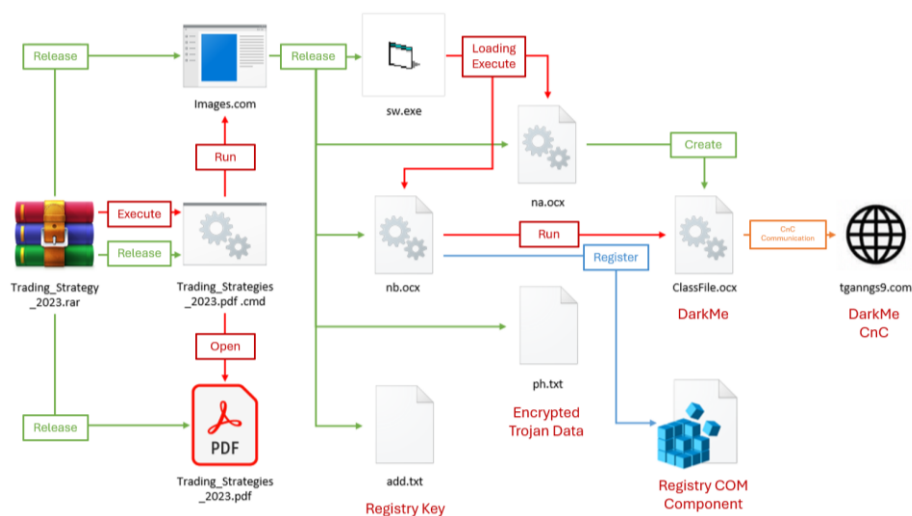 Release
Images.com
Release
sw.exe
Loading
Execute
na.ocx
Create
Run
Trading_Strategy
_2023.rar
Execute
Release
Trading_Strategies
_2023.pdf .cmd
nb.ocx
Run
Register
ClassFile.ocx
DarkMe
CnC
Communication
tganngs9.com
DarkMe
CnC
Open
Release
PDF
Trading_Strategies
_2023.pdf
ph.txt
Encrypted
Trojan Data
add.txt
Registry Key
Registry COM
Component